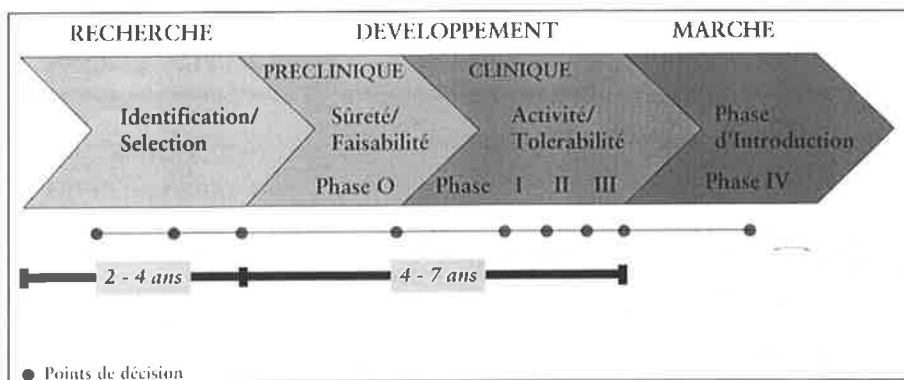 RECHERCHE DEVELOPPEMENT MARCHE
PRECLINIQUE CLINIQUE
Identification/ Sûreté/ Activité/ Phase
Selection Faisabilité Tolerabilité d'Introduction
Phase O Phase I II III Phase IV
2 - 4 ans 4 - 7 ans
Points de décision